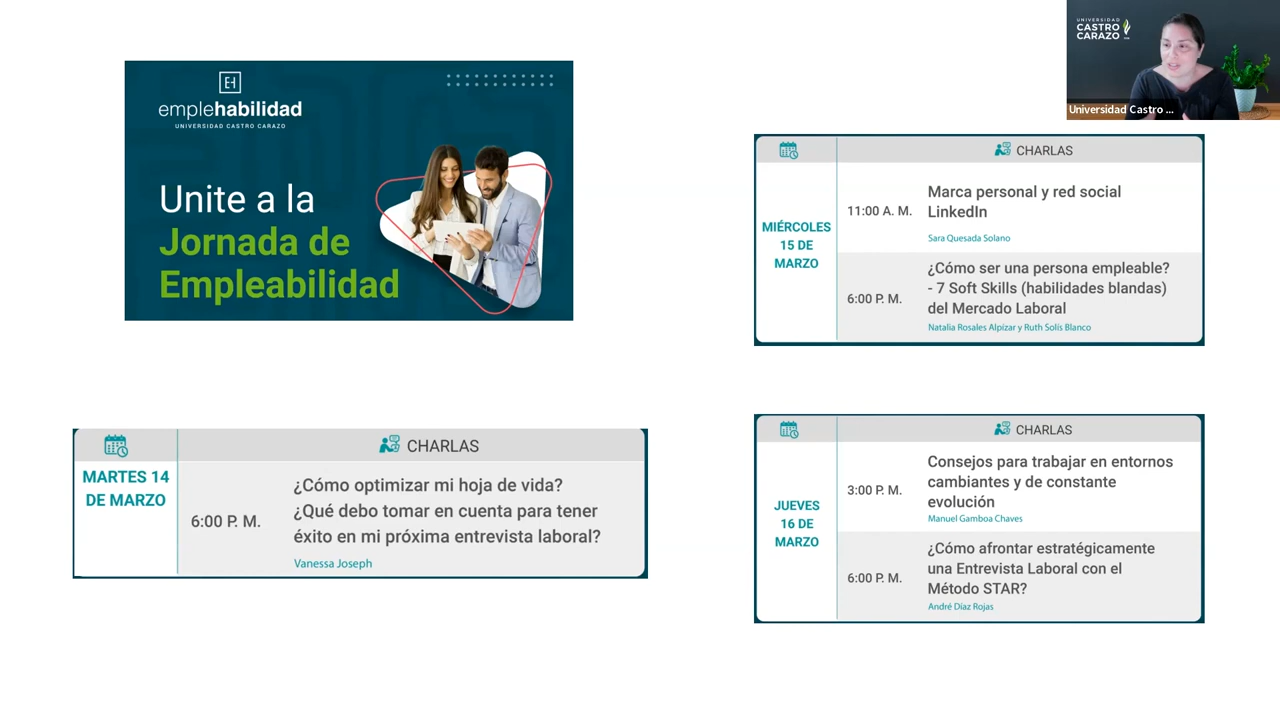 EH
emplehabilidad
UNIVERSIDAD CASTRO CARAZO
Unite a la
Jornada de
Empleabilidad
CHARLAS
MARTES 14
DE MARZO
6:00 P. M.
¿Cómo optimizar mi hoja de vida?
¿Qué debo tomar en cuenta para tener
éxito en mi próxima entrevista laboral?
Vanessa Joseph
UNIVERSIDAD
CASTRO
CARAZO
Universidad Castro ...
CHARLAS
MIÉRCOLES
15 DE
MARZO
11:00 A. M.
Marca personal y red social
LinkedIn
Sara Quesada Solano
6:00 P. M.
¿Cómo ser una persona empleable?
- 7 Soft Skills (habilidades blandas)
del Mercado Laboral
Natalia Rosales Alpízar y Ruth Solís Blanco
CHARLAS
JUEVES
16 DE
MARZO
3:00 P. M.
Consejos para trabajar en entornos
cambiantes y de constante
evolución
Manuel Gamboa Chaves
6:00 P. M.
¿Cómo afrontar estratégicamente
una Entrevista Laboral con el
Método STAR?
André Díaz Rojas